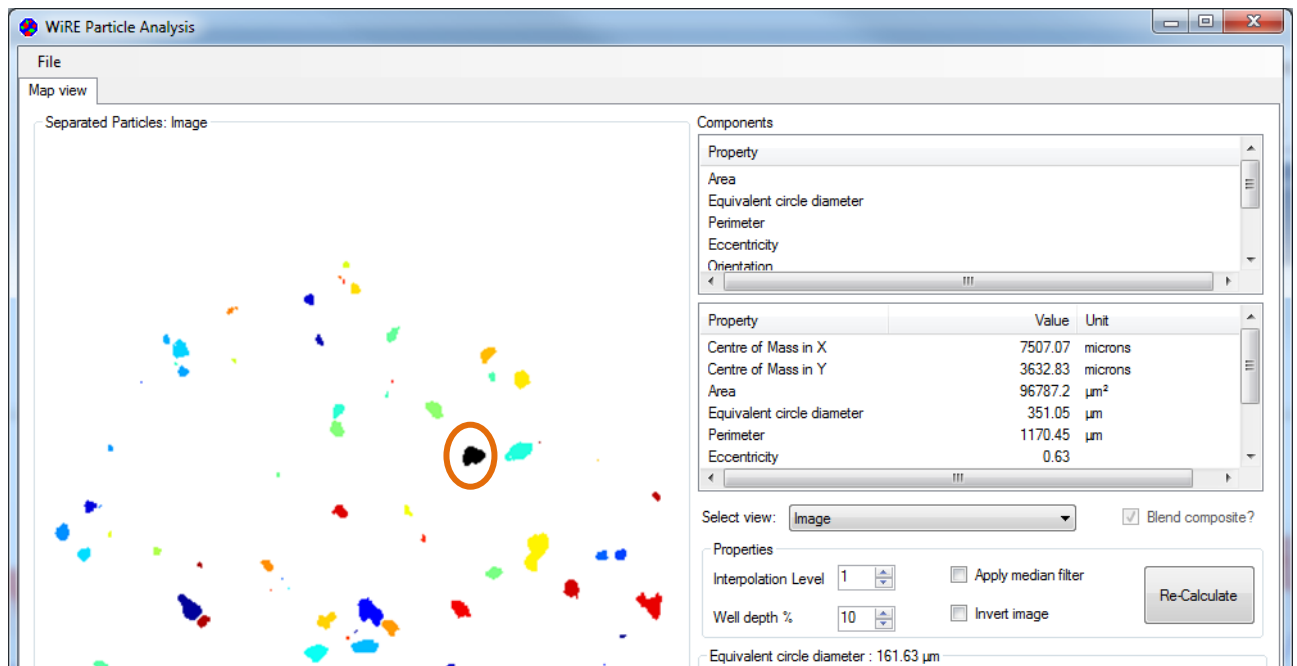 WiRE Particle Analysis
File
Map view
Separated Particles: Image
Components
Property
Area
Equivalent circle diameter
Perimeter
Eccentricity
Orientation
Property Value Unit
Centre of Mass in X 7507.07 microns
Centre of Mass in Y 3632.83 microns
Area 96787.2 µm²
Equivalent circle diameter 351.05 µm
Perimeter 1170.45 µm
Eccentricity 0.63
Select view: Image Blend composite?
Properties
Interpolation Level 1 Apply median filter
Re-Calculate
Well depth % 10 Invert image
Equivalent circle diameter : 161.63 µm